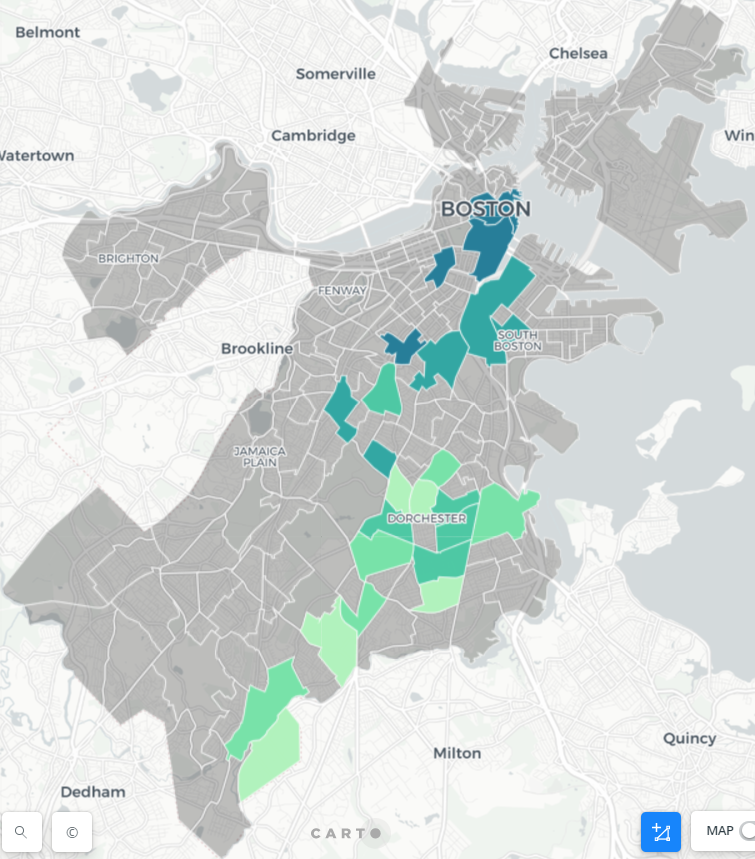 Belmont
Chelsea
Somerville
Cambridge
Win
Watertown
BOSTON
BRIGHTON
FENWAY
SOUTH
BOSTON
Brookline
JAMAICA
PLAIN
DORCHESTER
Quincy
Milton
Dedham
©
CARTO
MAP